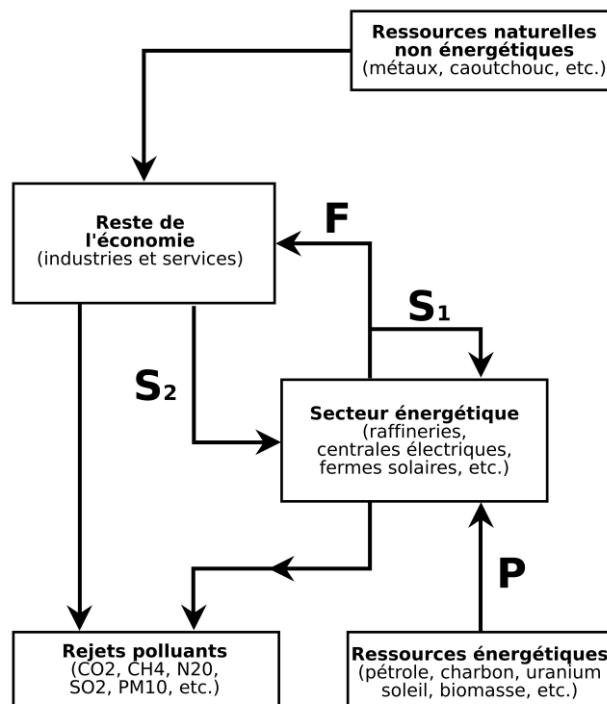 Ressources naturelles
non énergétiques
(métaux, caoutchouc, etc.)
Reste de
l'économie
(industries et services)
F
S1
S2
Secteur énergétique
(raffineries,
centrales électriques,
fermes solaires, etc.)
P
Rejets polluants
(CO2, CH4, N20,
SO2, PM10, etc.)
Ressources énergétiques
(pétrole, charbon, uranium
soleil, biomasse, etc.)